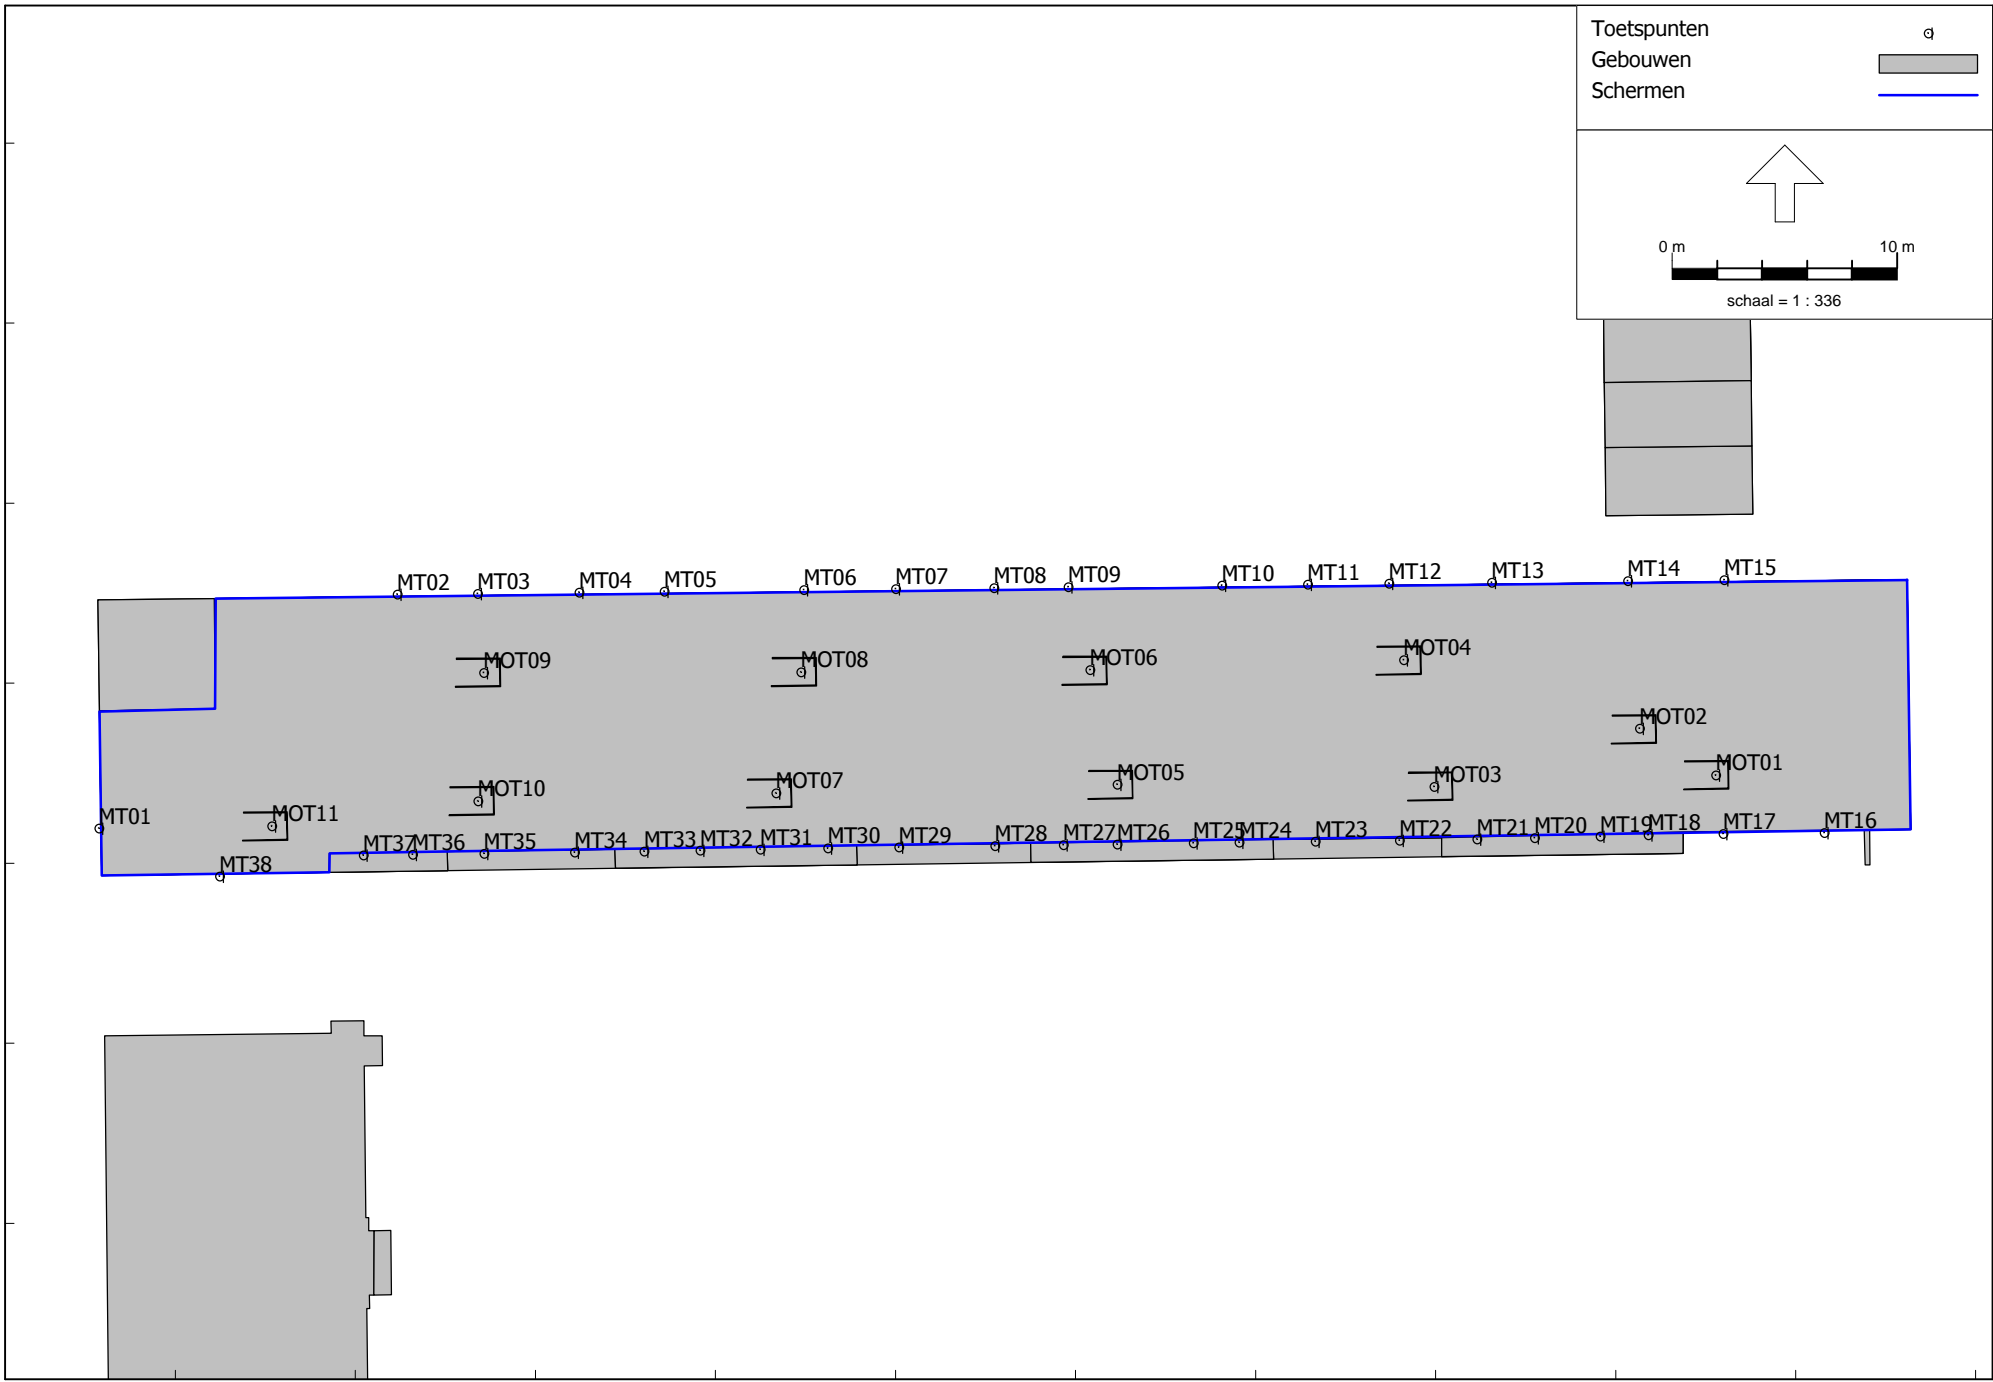 Toetspunten
Gebouwen
Schermen
0 m 10 m
schaal = 1 : 336
MT02 MT03 MT04 MT05 MT06 MT07 MT08 MT09 MT10 MT11 MT12 MT13 MT14 MT15
MOT09 MOT08 MOT06 MOT04
MOT02
MOT10 MOT07 MOT05 MOT03 MOT01
MT01 MOT11
MT37 MT36 MT35 MT34 MT33 MT32 MT31 MT30 MT29 MT28 MT27 MT26 MT25 MT24 MT23 MT22 MT21 MT20 MT19 MT18 MT17 MT16
MT38